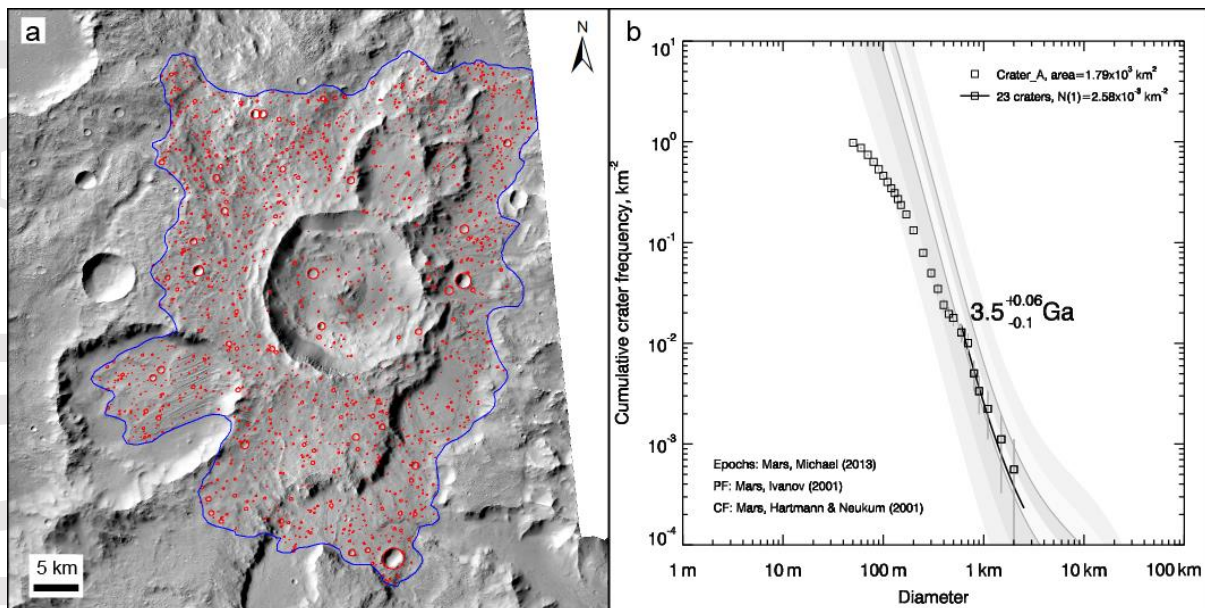 a
N
5 km
b
Cumulative crater frequency, km⁻²
10¹
10⁰
10⁻¹
10⁻²
10⁻³
10⁻⁴
Crater_A, area=1.79x10³ km²
23 craters, N(1)=2.58x10⁻³ km⁻²
3.5 +0.06 -0.1 Ga
Epochs: Mars, Michael (2013)
PF: Mars, Ivanov (2001)
CF: Mars, Hartmann & Neukum (2001)
1 m 10 m 100 m 1 km 10 km 100 km
Diameter